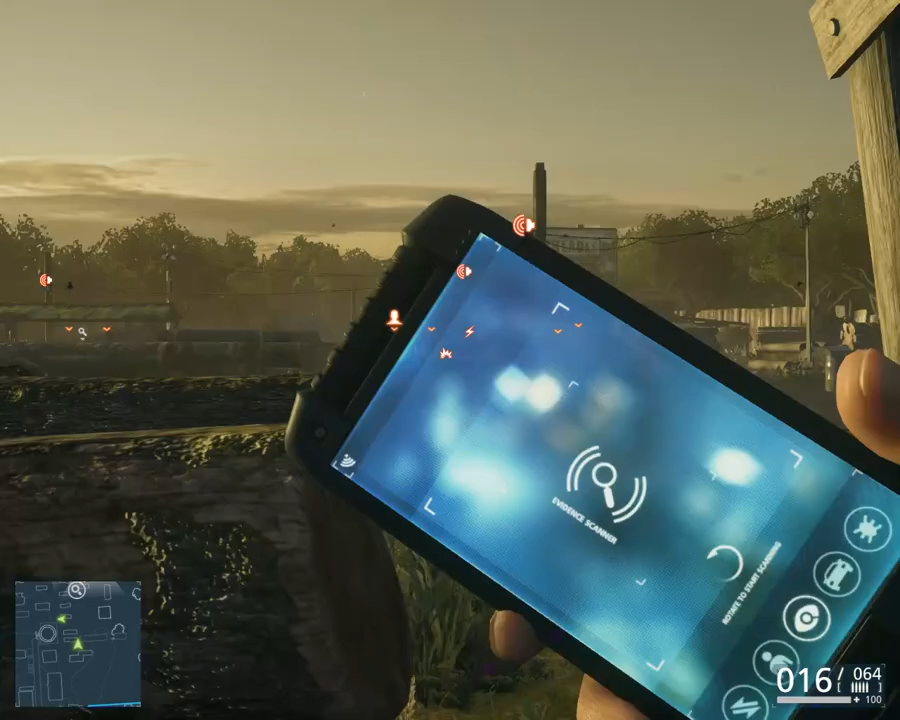 EVIDENCE SCANNER
ROTATE TO START SCANNING
016/ 064
+ 100